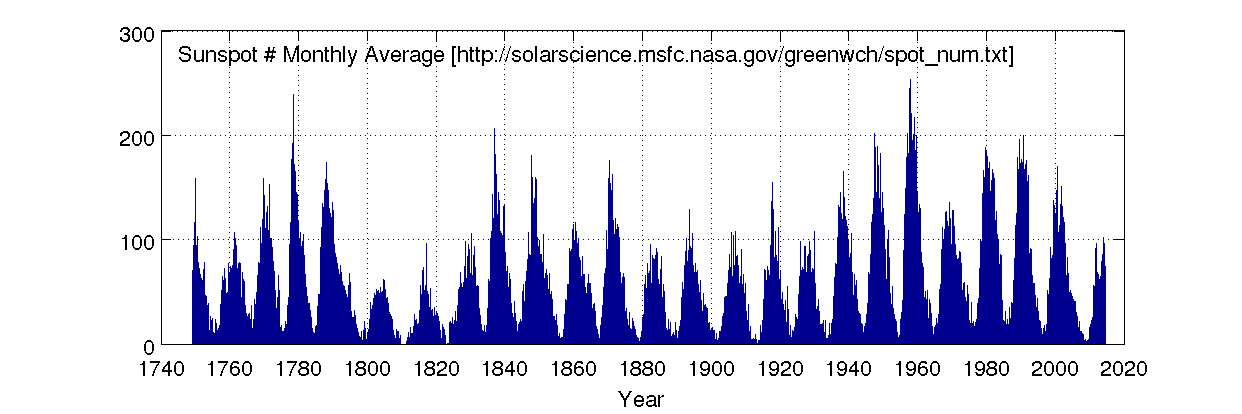 Sunspot # Monthly Average [http://solarscience.msfc.nasa.gov/greenwch/spot_num.txt]
300
200
100
0
1740 1760 1780 1800 1820 1840 1860 1880 1900 1920 1940 1960 1980 2000 2020
Year